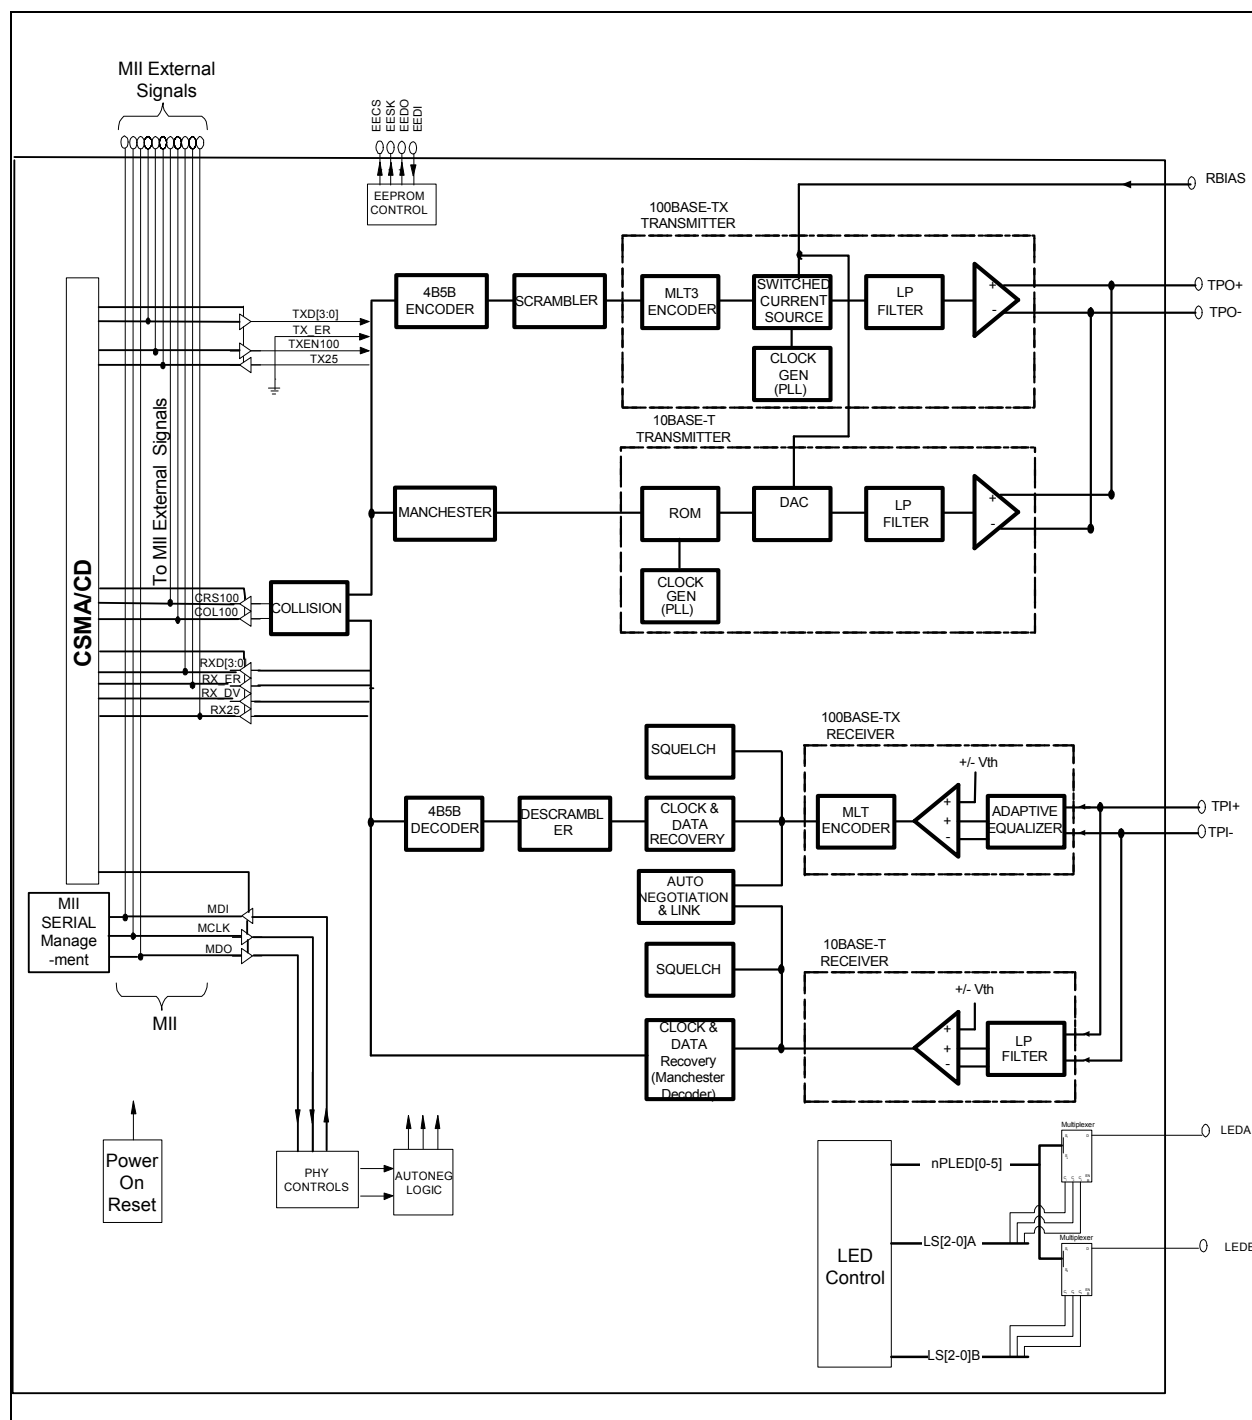 MII External
Signals
EECS
EESK
EEDO
EEDI
EEPROM
CONTROL
RBIAS
100BASE-TX
TRANSMITTER
4B5B
ENCODER
SCRAMBLER
MLT3
ENCODER
SWITCHED
CURRENT
SOURCE
LP
FILTER
+
-
TPO+
TPO-
CLOCK
GEN
(PLL)
TXD[3:0]
TX_ER
TXEN100
TX25
To MII External Signals
CSMA/CD
10BASE-T
TRANSMITTER
MANCHESTER
ROM
DAC
LP
FILTER
+
-
CLOCK
GEN
(PLL)
CRS100
COL100
COLLISION
RXD[3:0]
RX_ER
RX_DV
RX25
100BASE-TX
RECEIVER
SQUELCH
+/- Vth
4B5B
DECODER
DESCRAMBL
ER
CLOCK &
DATA
RECOVERY
MLT
ENCODER
+
+
-
ADAPTIVE
EQUALIZER
TPI+
TPI-
AUTO
NEGOTIATION
& LINK
MII
SERIAL
Manage
-ment
MDI
MCLK
MDO
MII
10BASE-T
RECEIVER
SQUELCH
+/- Vth
CLOCK &
DATA
Recovery
(Manchester
Decoder)
+
+
-
LP
FILTER
Power
On
Reset
PHY
CONTROLS
AUTONEG
LOGIC
LED
Control
nPLED[0-5]
LS[2-0]A
LS[2-0]B
Multiplexer
LEDA
Multiplexer
LEDB